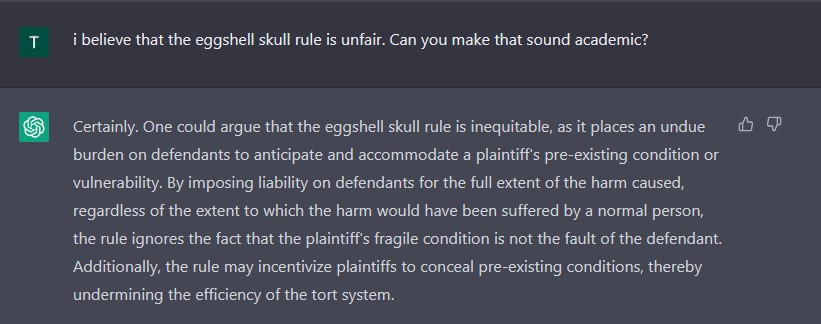 T
i believe that the eggshell skull rule is unfair. Can you make that sound academic?
Certainly. One could argue that the eggshell skull rule is inequitable, as it places an undue
burden on defendants to anticipate and accommodate a plaintiff's pre-existing condition or
vulnerability. By imposing liability on defendants for the full extent of the harm caused,
regardless of the extent to which the harm would have been suffered by a normal person,
the rule ignores the fact that the plaintiff's fragile condition is not the fault of the defendant.
Additionally, the rule may incentivize plaintiffs to conceal pre-existing conditions, thereby
undermining the efficiency of the tort system.